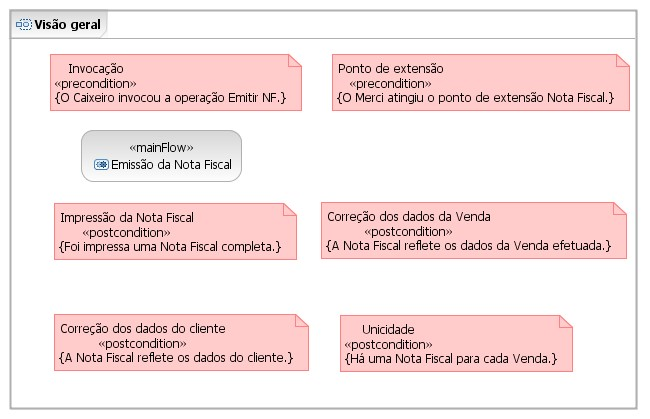 Visão geral
Invocação
«precondition»
{O Caixeiro invocou a operação Emitir NF.}
Ponto de extensão
«precondition»
{O Merci atingiu o ponto de extensão Nota Fiscal.}
«mainFlow»
Emissão da Nota Fiscal
Impressão da Nota Fiscal
«postcondition»
{Foi impressa uma Nota Fiscal completa.}
Correção dos dados da Venda
«postcondition»
{A Nota Fiscal reflete os dados da Venda efetuada.}
Correção dos dados do cliente
«postcondition»
{A Nota Fiscal reflete os dados do cliente.}
Unicidade
«postcondition»
{Há uma Nota Fiscal para cada Venda.}